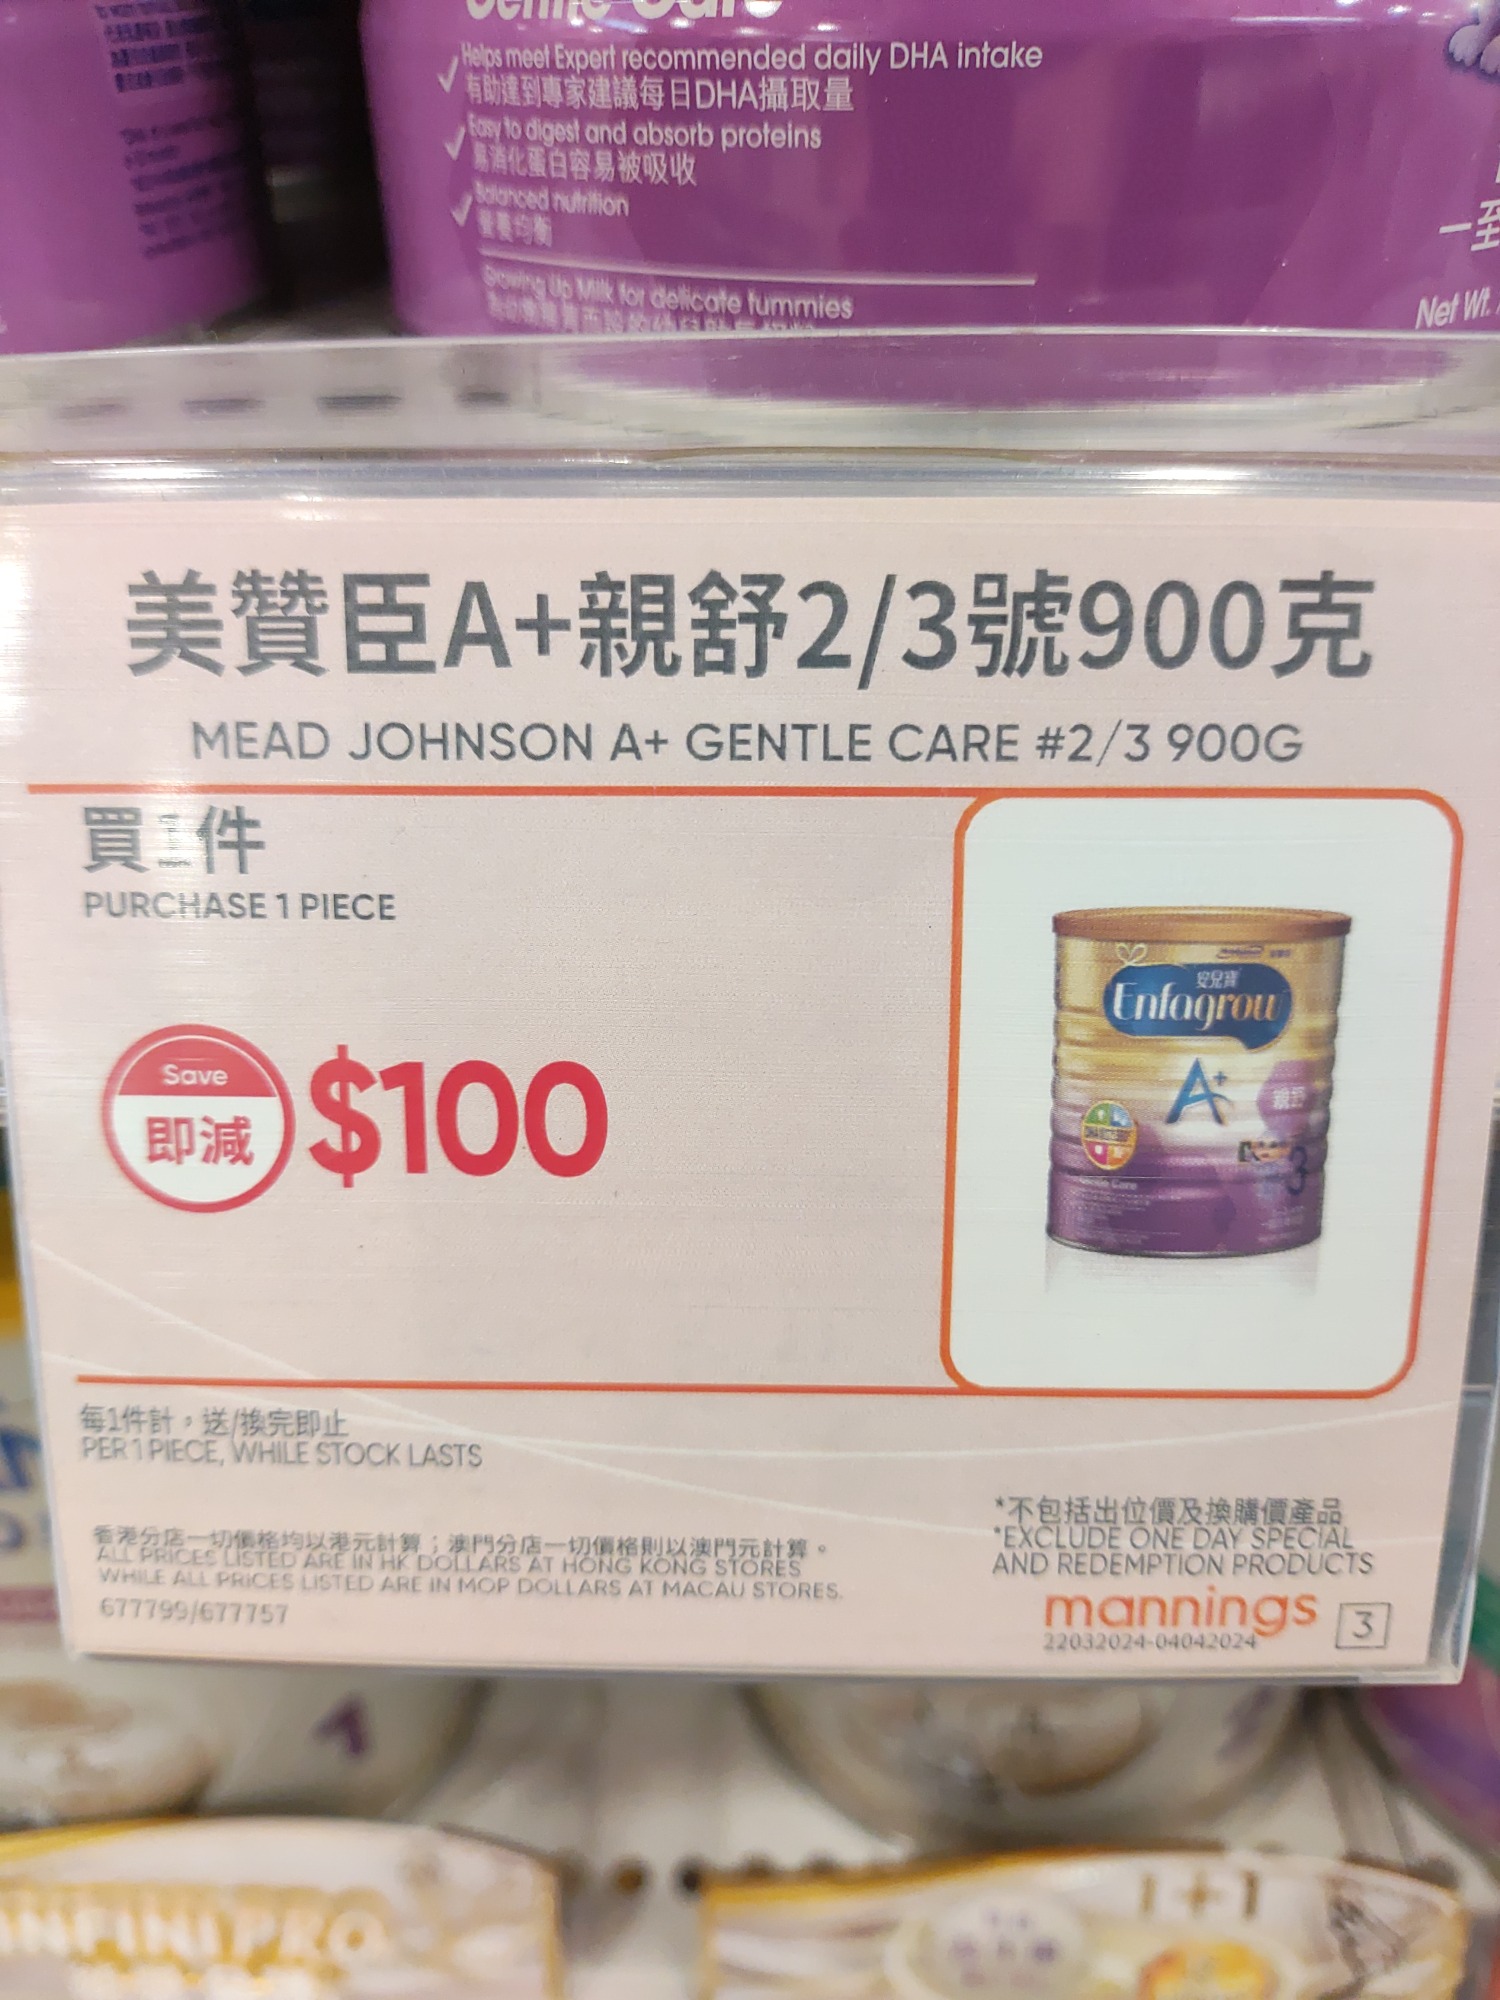 Gentle Care
Helps meet Expert recommended daily DHA intake
有助達到專家建議每日DHA攝取量
Easy to digest and absorb proteins
易消化蛋白容易被吸收
Balanced nutrition
營養均衡
Growing Up Milk for delicate tummies
Net Wt.
美贊臣A+親舒2/3號900克
MEAD JOHNSON A+ GENTLE CARE #2/3 900G
買1件
PURCHASE 1 PIECE
Save
即減
$100
安兒寶
Enfagrow
A+
親舒
3
每1件計，送/換完即止
PER 1 PIECE, WHILE STOCK LASTS
*不包括出位價及換購價產品
*EXCLUDE ONE DAY SPECIAL
AND REDEMPTION PRODUCTS
香港分店一切價格均以港元計算；澳門分店一切價格則以澳門元計算。
ALL PRICES LISTED ARE IN HK DOLLARS AT HONG KONG STORES
WHILE ALL PRICES LISTED ARE IN MOP DOLLARS AT MACAU STORES.
677799/677757
mannings
22032024-04042024
3
1
1+1